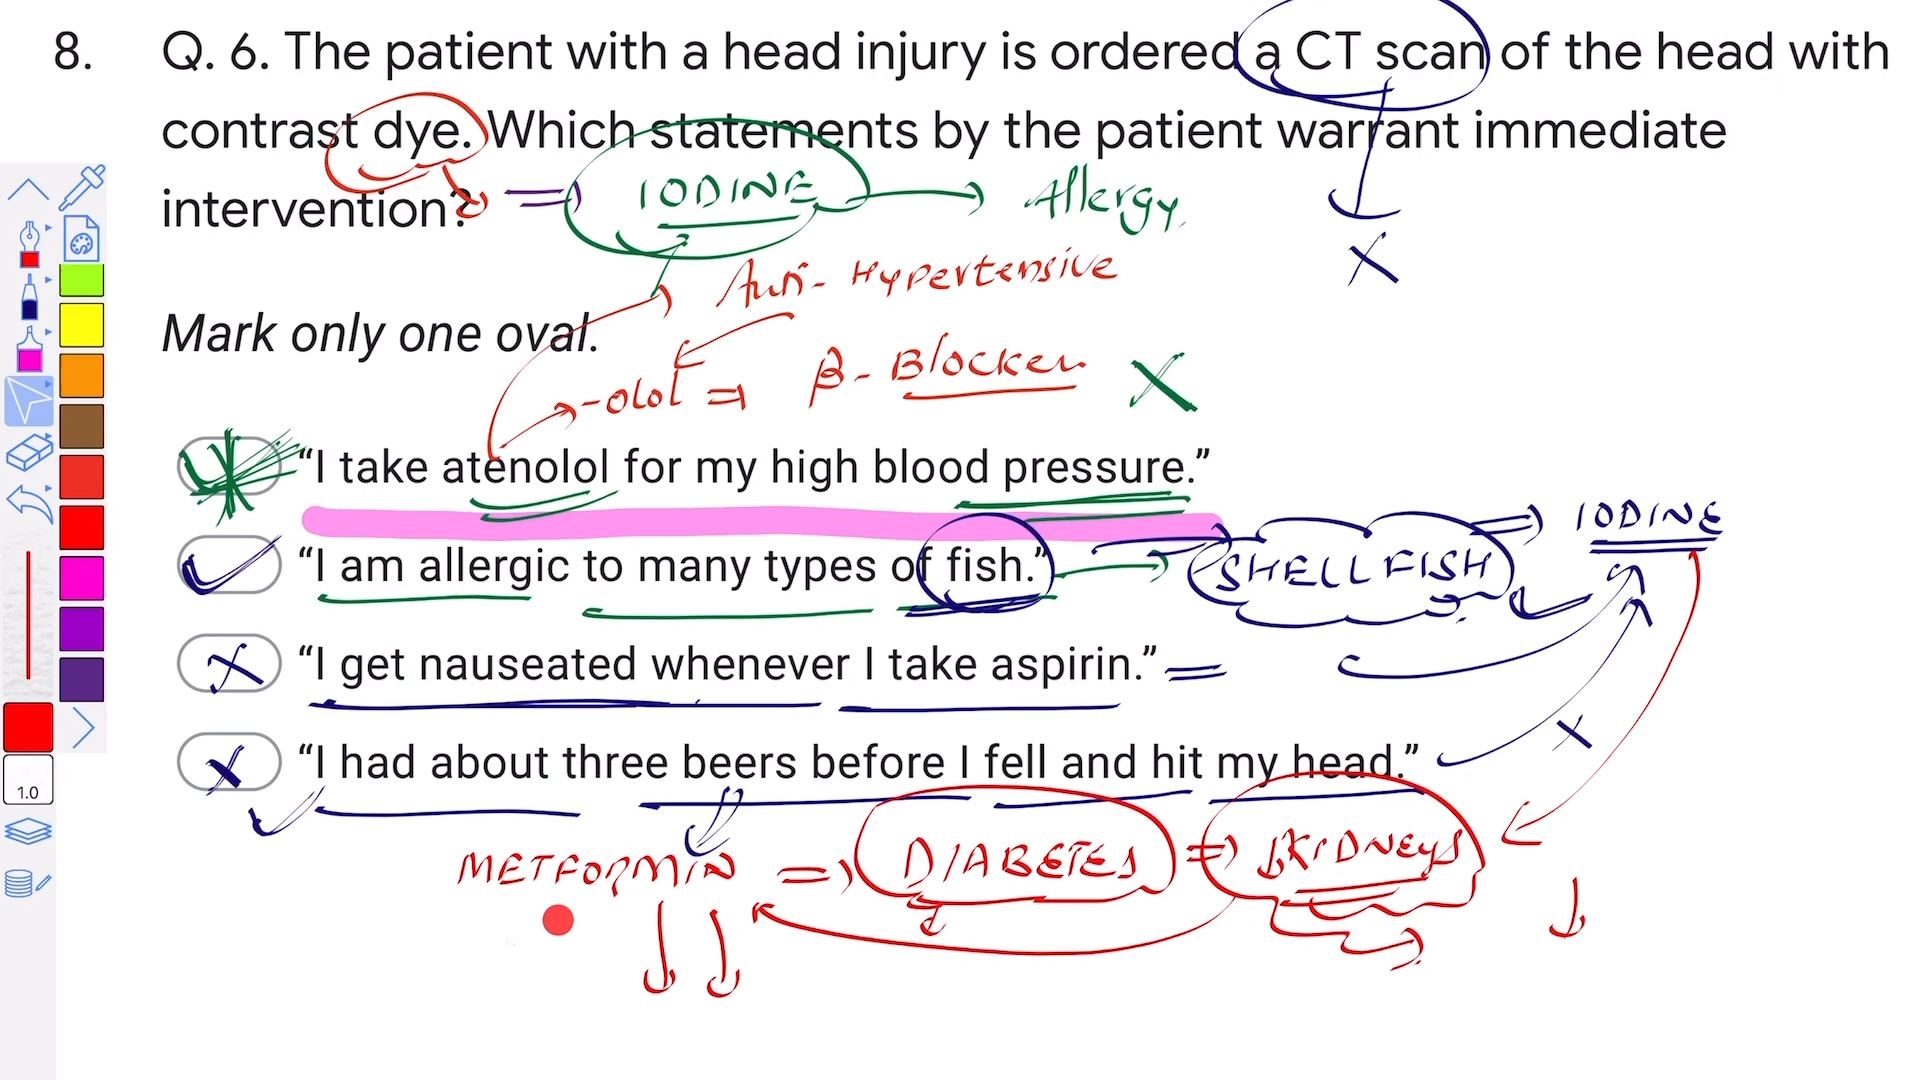 8. Q. 6. The patient with a head injury is ordered a CT scan of the head with
contrast dye. Which statements by the patient warrant immediate
intervention?
IODINE
Allergy
X
Anti-Hypertensive
Mark only one oval.
-olol ⇒ β-Blocker X
“I take atenolol for my high blood pressure.”
IODINE
“I am allergic to many types of fish.”
SHELLFISH
“I get nauseated whenever I take aspirin.”
“I had about three beers before I fell and hit my head.”
METFORMIN ⇒ DIABETES ⇒ KIDNEYS
1.0